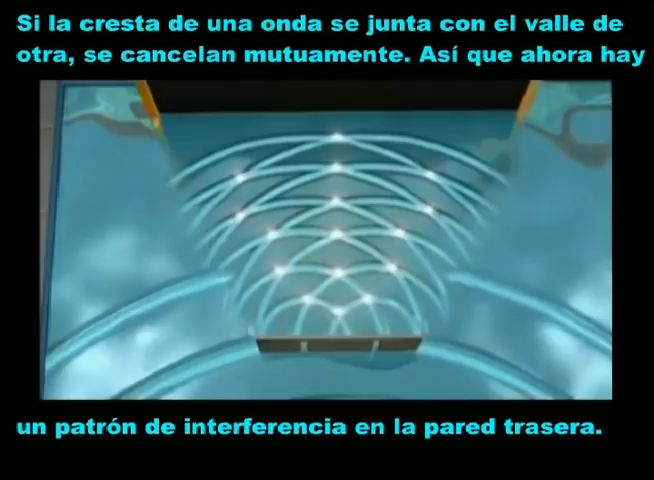 Si la cresta de una onda se junta con el valle de
otra, se cancelan mutuamente. Así que ahora hay
un patrón de interferencia en la pared trasera.